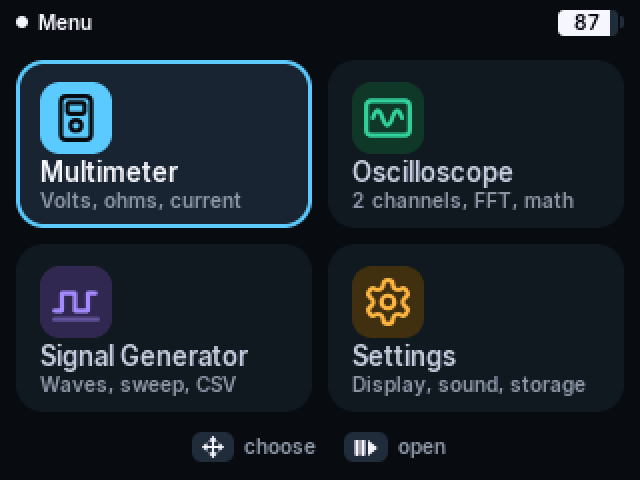 Menu
87
Multimeter
Volts, ohms, current
Oscilloscope
2 channels, FFT, math
Signal Generator
Waves, sweep, CSV
Settings
Display, sound, storage
choose
open